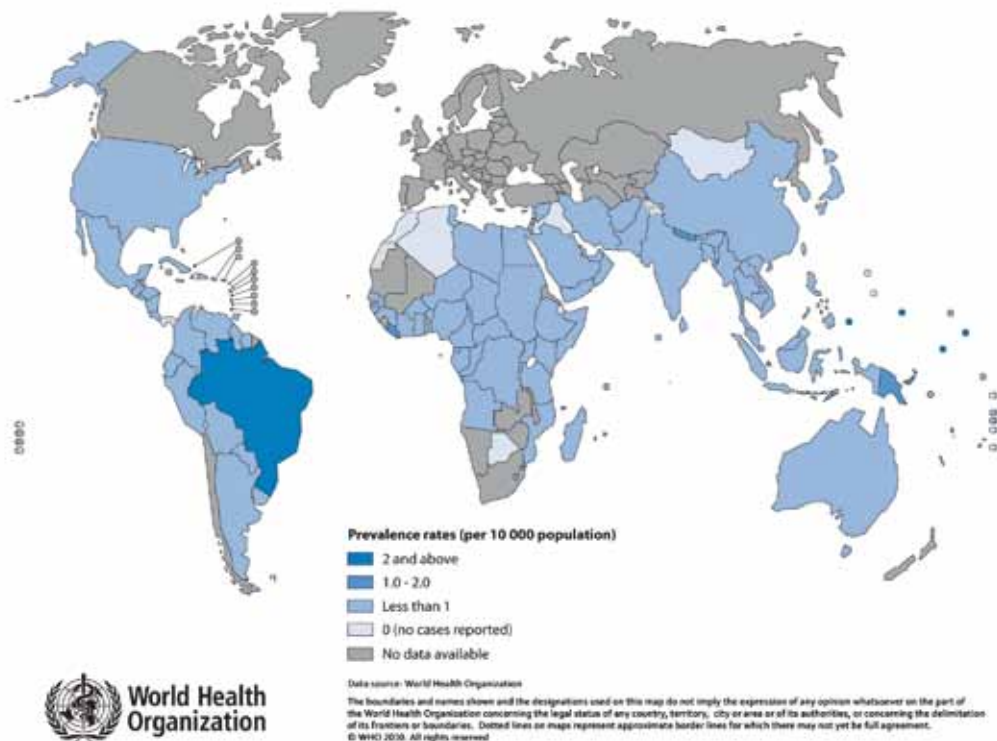 Prevalence rates (per 10 000 population)
2 and above
1.0 - 2.0
Less than 1
0 (no cases reported)
No data available
World Health
Organization
Data source: World Health Organization
The boundaries and names shown and the designations used on this map do not imply the expression of any opinion whatsoever on the part of
the World Health Organization concerning the legal status of any country, territory, city or area or of its authorities, or concerning the delimitation
of its frontiers or boundaries. Dotted lines on maps represent approximate border lines for which there may not yet be full agreement.
© WHO 2010. All rights reserved